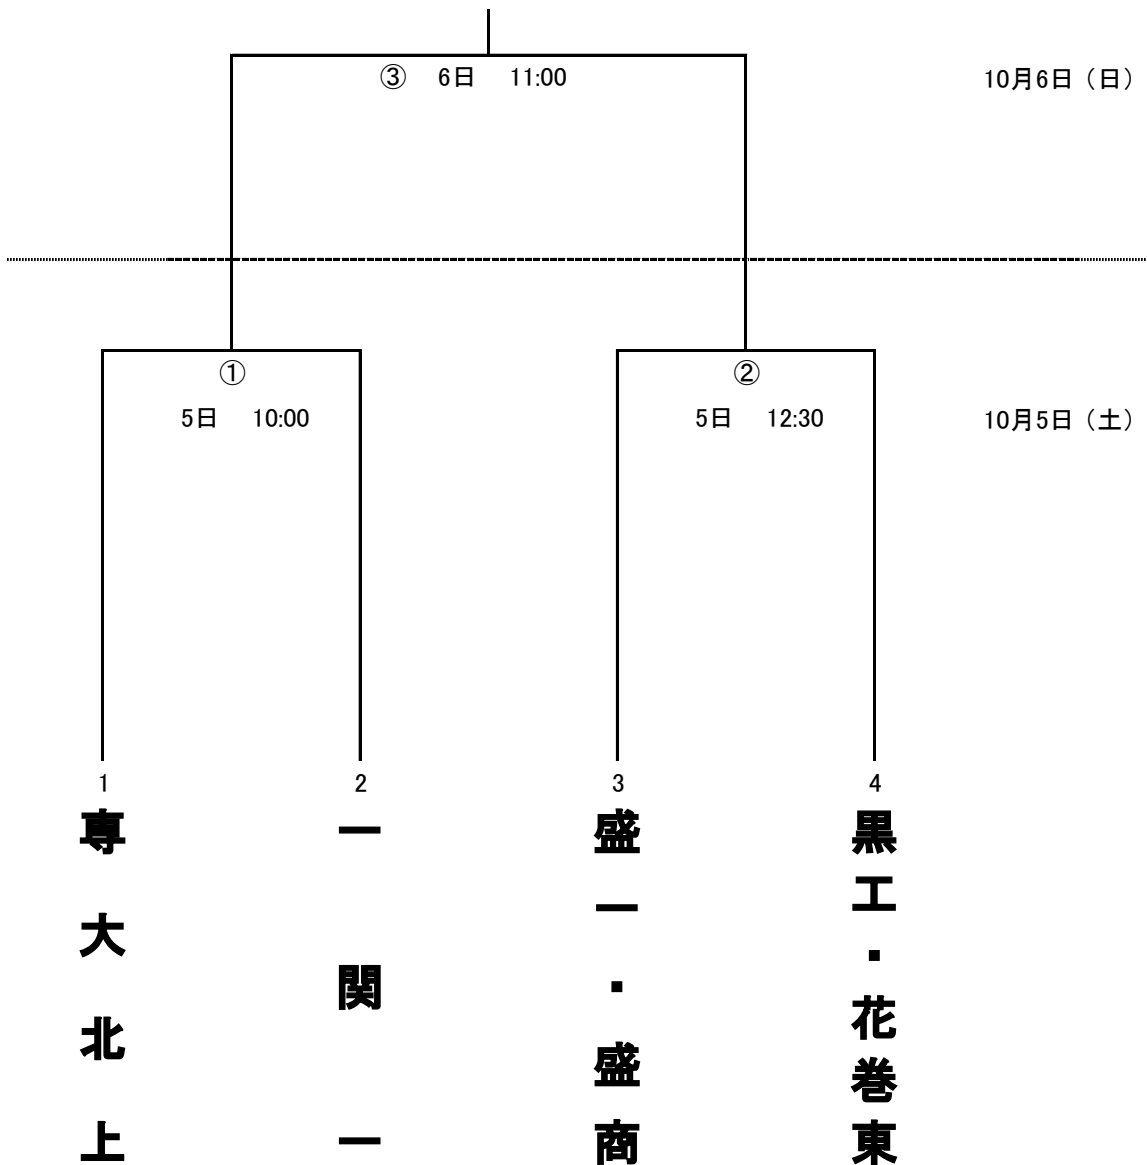 ③ 6日 11:00
10月6日（日）
①
②
5日 10:00
5日 12:30
10月5日（土）
1
2
3
4
専大北上
一関一
盛一・盛商
黒工・花巻東